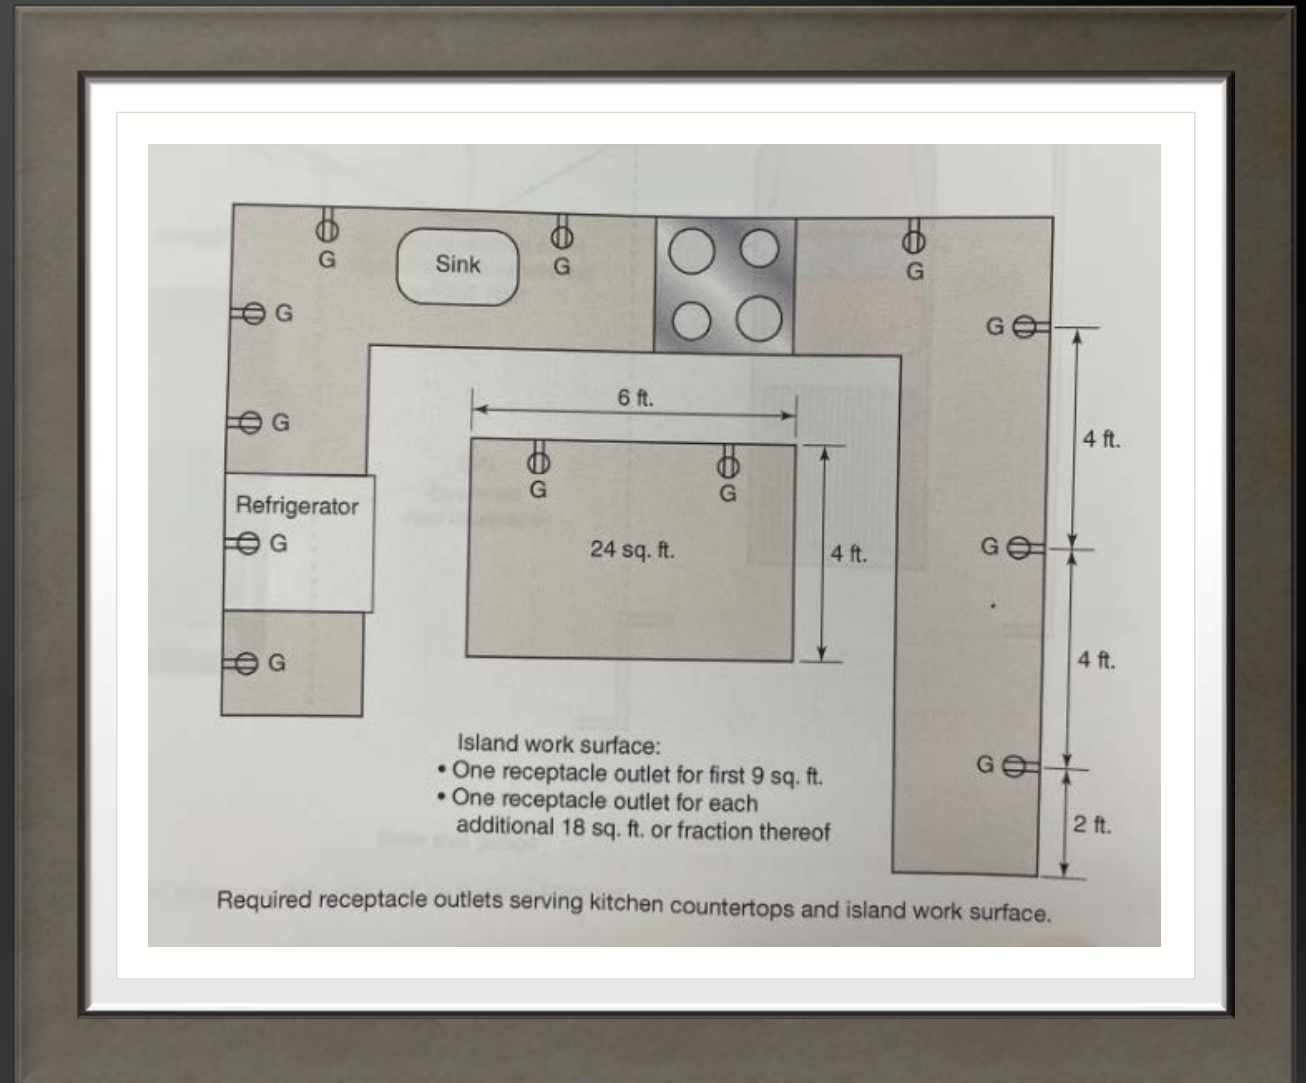 G
Sink
G
G
G
G
6 ft.
G
4 ft.
G
G
Refrigerator
G
24 sq. ft.
4 ft.
G
G
4 ft.
Island work surface:
• One receptacle outlet for first 9 sq. ft.
• One receptacle outlet for each
additional 18 sq. ft. or fraction thereof
G
2 ft.
Required receptacle outlets serving kitchen countertops and island work surface.